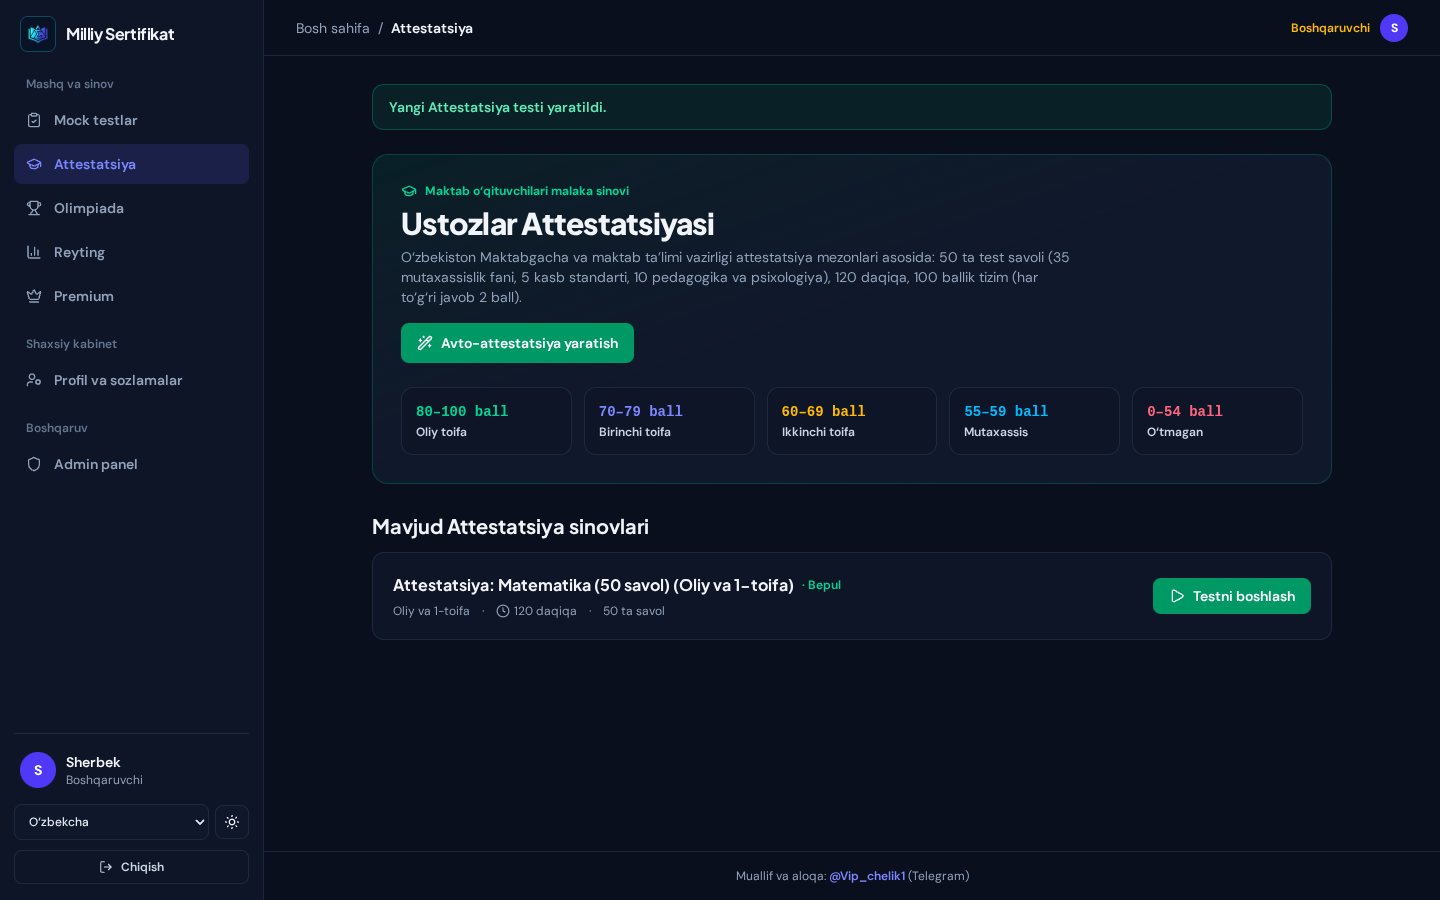 Milliy Sertifikat
Mashq va sinov
Mock testlar
Attestatsiya
Olimpiada
Reyting
Premium
Shaxsiy kabinet
Profil va sozlamalar
Boshqaruv
Admin panel
Sherbek
S
Boshqaruvchi
O‘zbekcha
Chiqish
Bosh sahifa / Attestatsiya
Boshqaruvchi S
Yangi Attestatsiya testi yaratildi.
Maktab o‘qituvchilari malaka sinovi
Ustozlar Attestatsiyasi
O‘zbekiston Maktabgacha va maktab ta’limi vazirligi attestatsiya mezonlari asosida: 50 ta test savoli (35
mutaxassislik fani, 5 kasb standarti, 10 pedagogika va psixologiya), 120 daqiqa, 100 ballik tizim (har
to‘g‘ri javob 2 ball).
Avto-attestatsiya yaratish
80–100 ball
Oliy toifa
70–79 ball
Birinchi toifa
60–69 ball
Ikkinchi toifa
55–59 ball
Mutaxassis
0–54 ball
O‘tmagan
Mavjud Attestatsiya sinovlari
Attestatsiya: Matematika (50 savol) (Oliy va 1-toifa) · Bepul
Oliy va 1-toifa · 120 daqiqa · 50 ta savol
Testni boshlash
Muallif va aloqa: @Vip_chelik1 (Telegram)